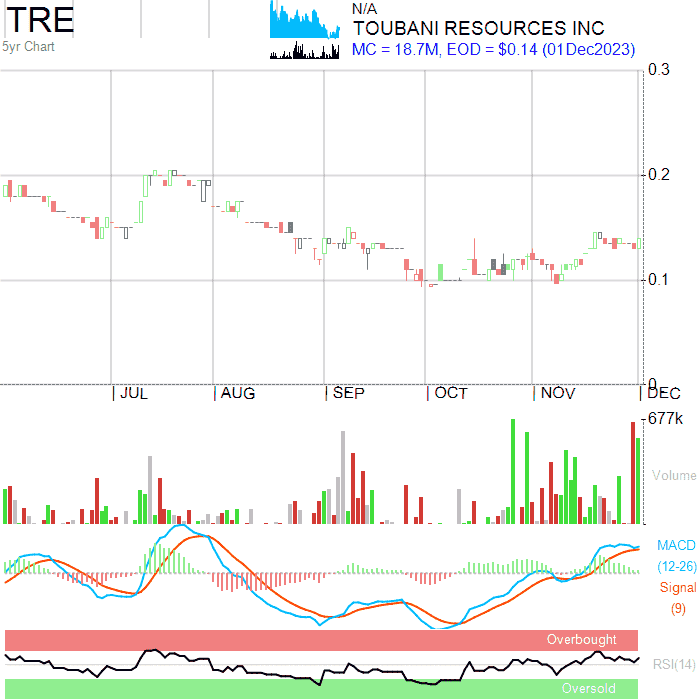 TRE
5yr Chart
N/A
TOUBANI RESOURCES INC
MC = 18.7M, EOD = $0.14 (01Dec2023)
0.3
0.2
0.1
0
JUL
AUG
SEP
OCT
NOV
DEC
677k
Volume
MACD
(12-26)
Signal
(9)
Overbought
RSI(14)
Oversold